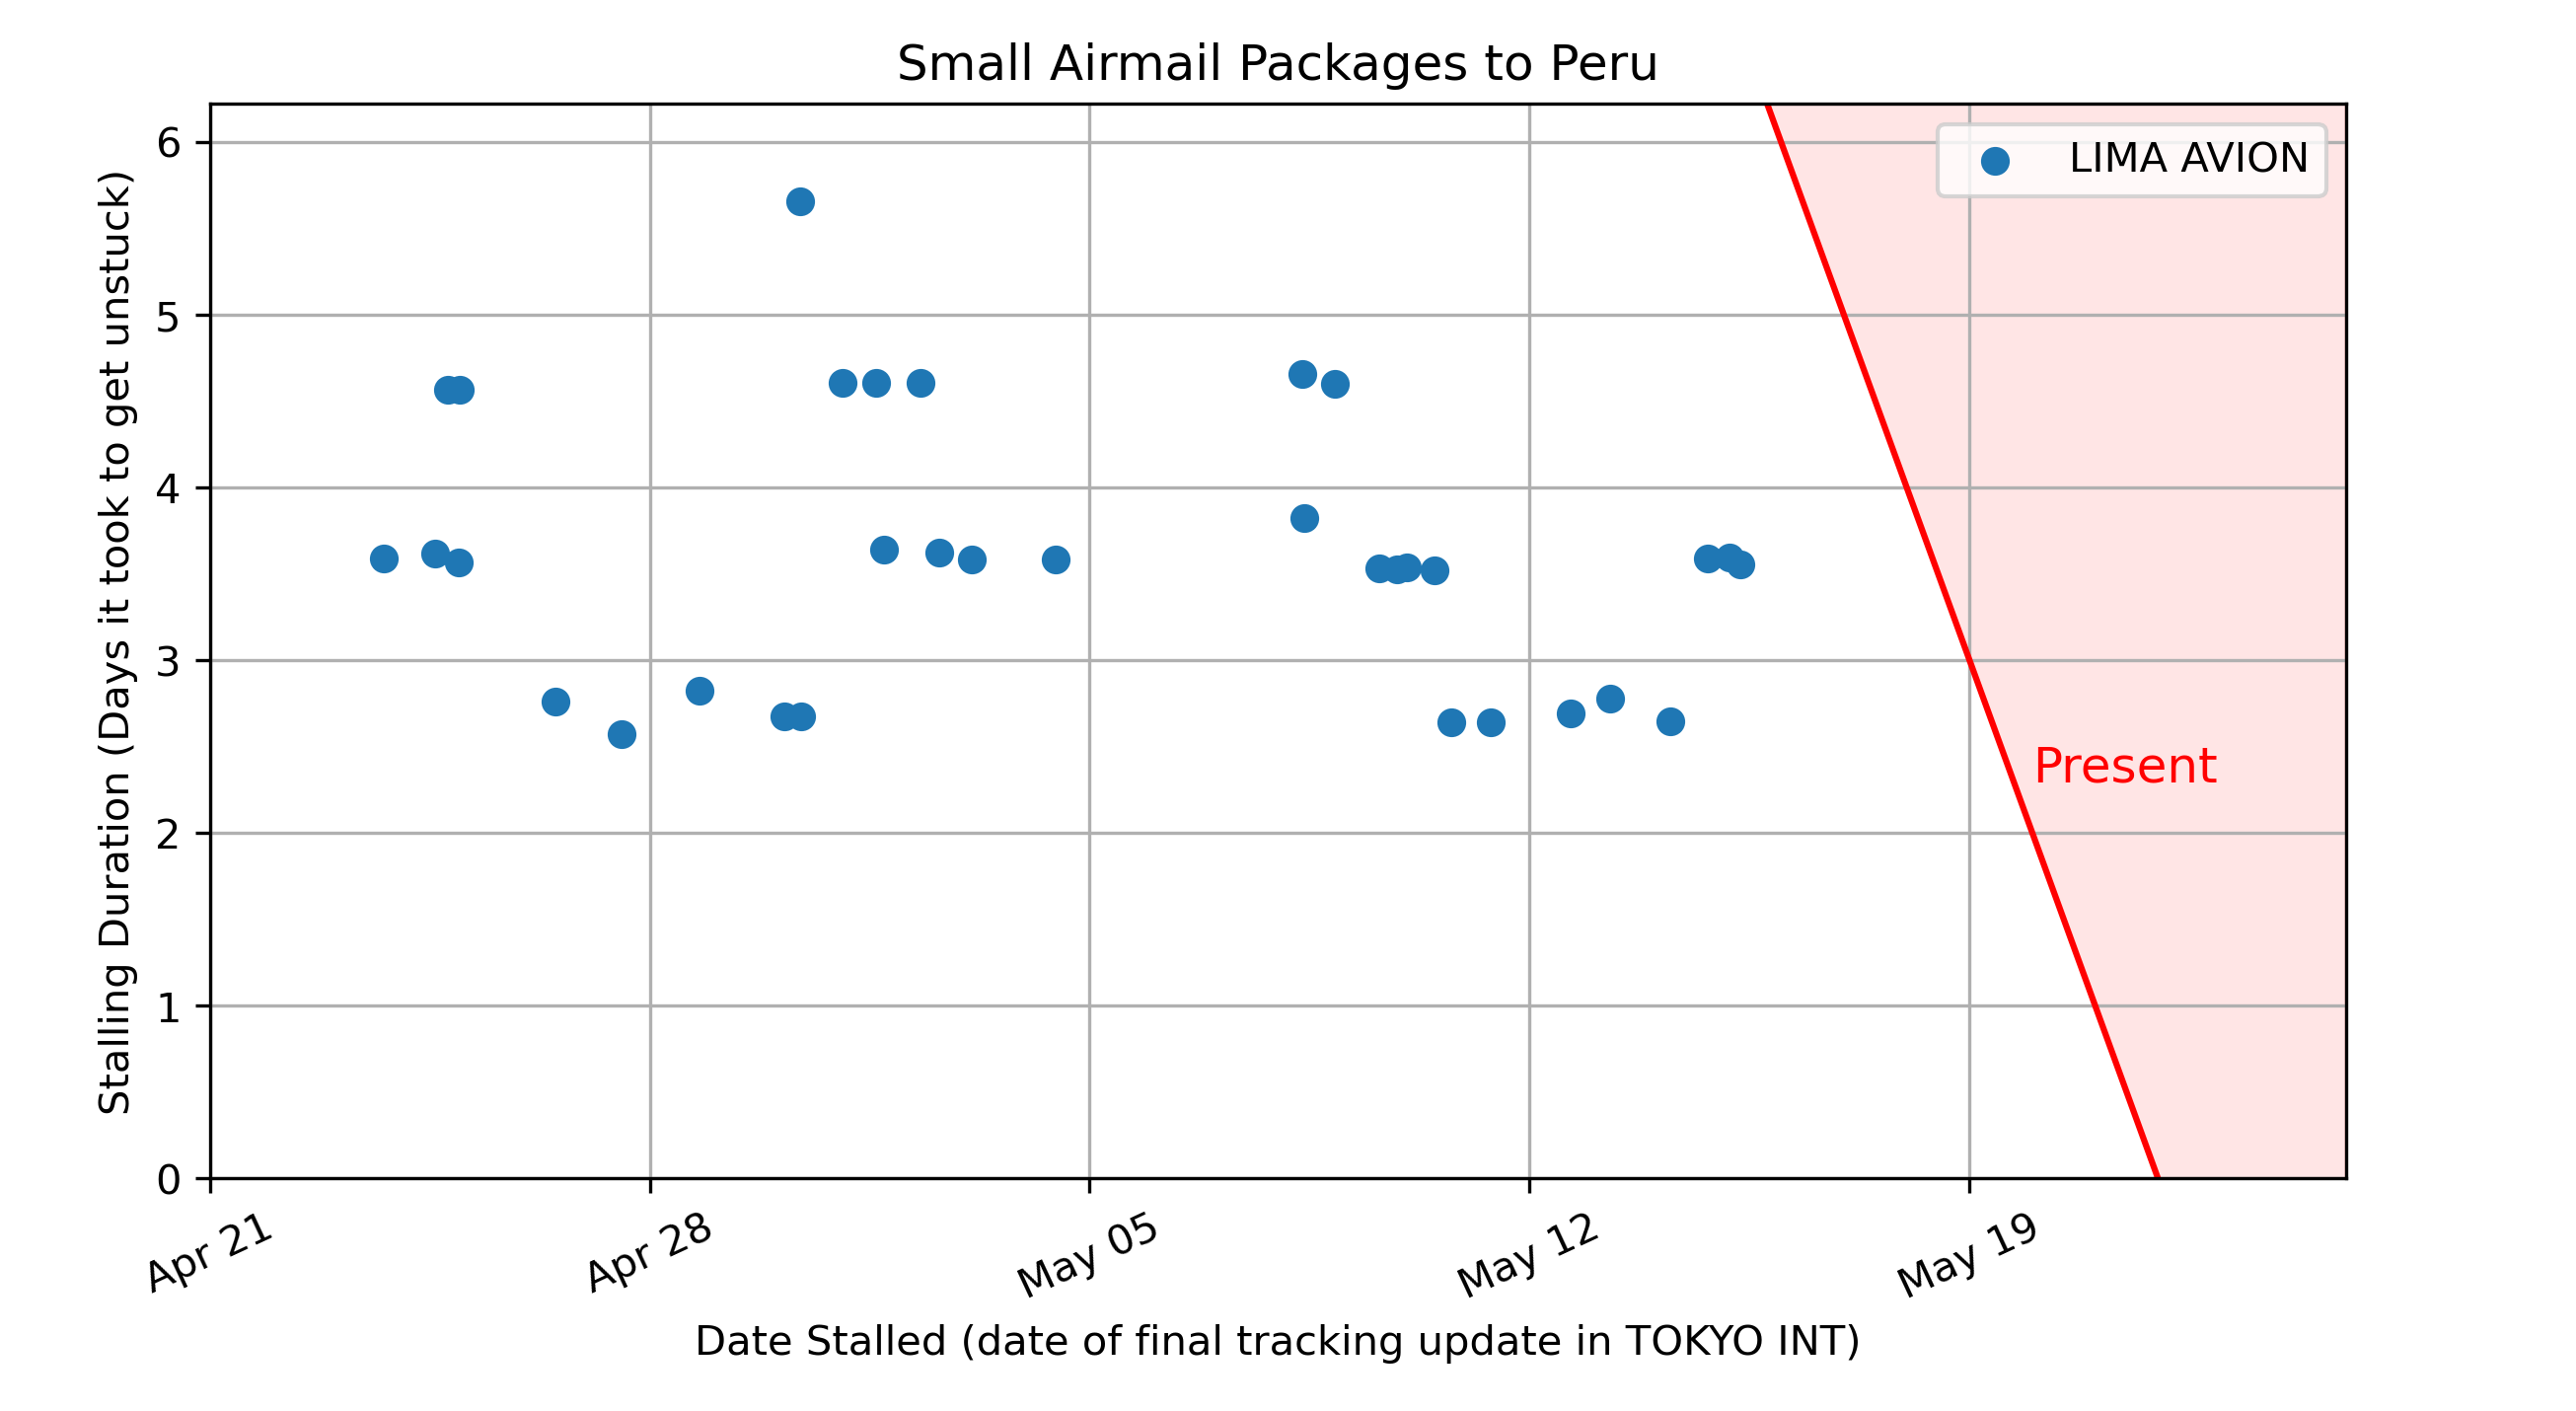 Small Airmail Packages to Peru
Stalling Duration (Days it took to get unstuck)
6
5
4
3
2
1
0
LIMA AVION
Present
Apr 21
Apr 28
May 05
May 12
May 19
Date Stalled (date of final tracking update in TOKYO INT)